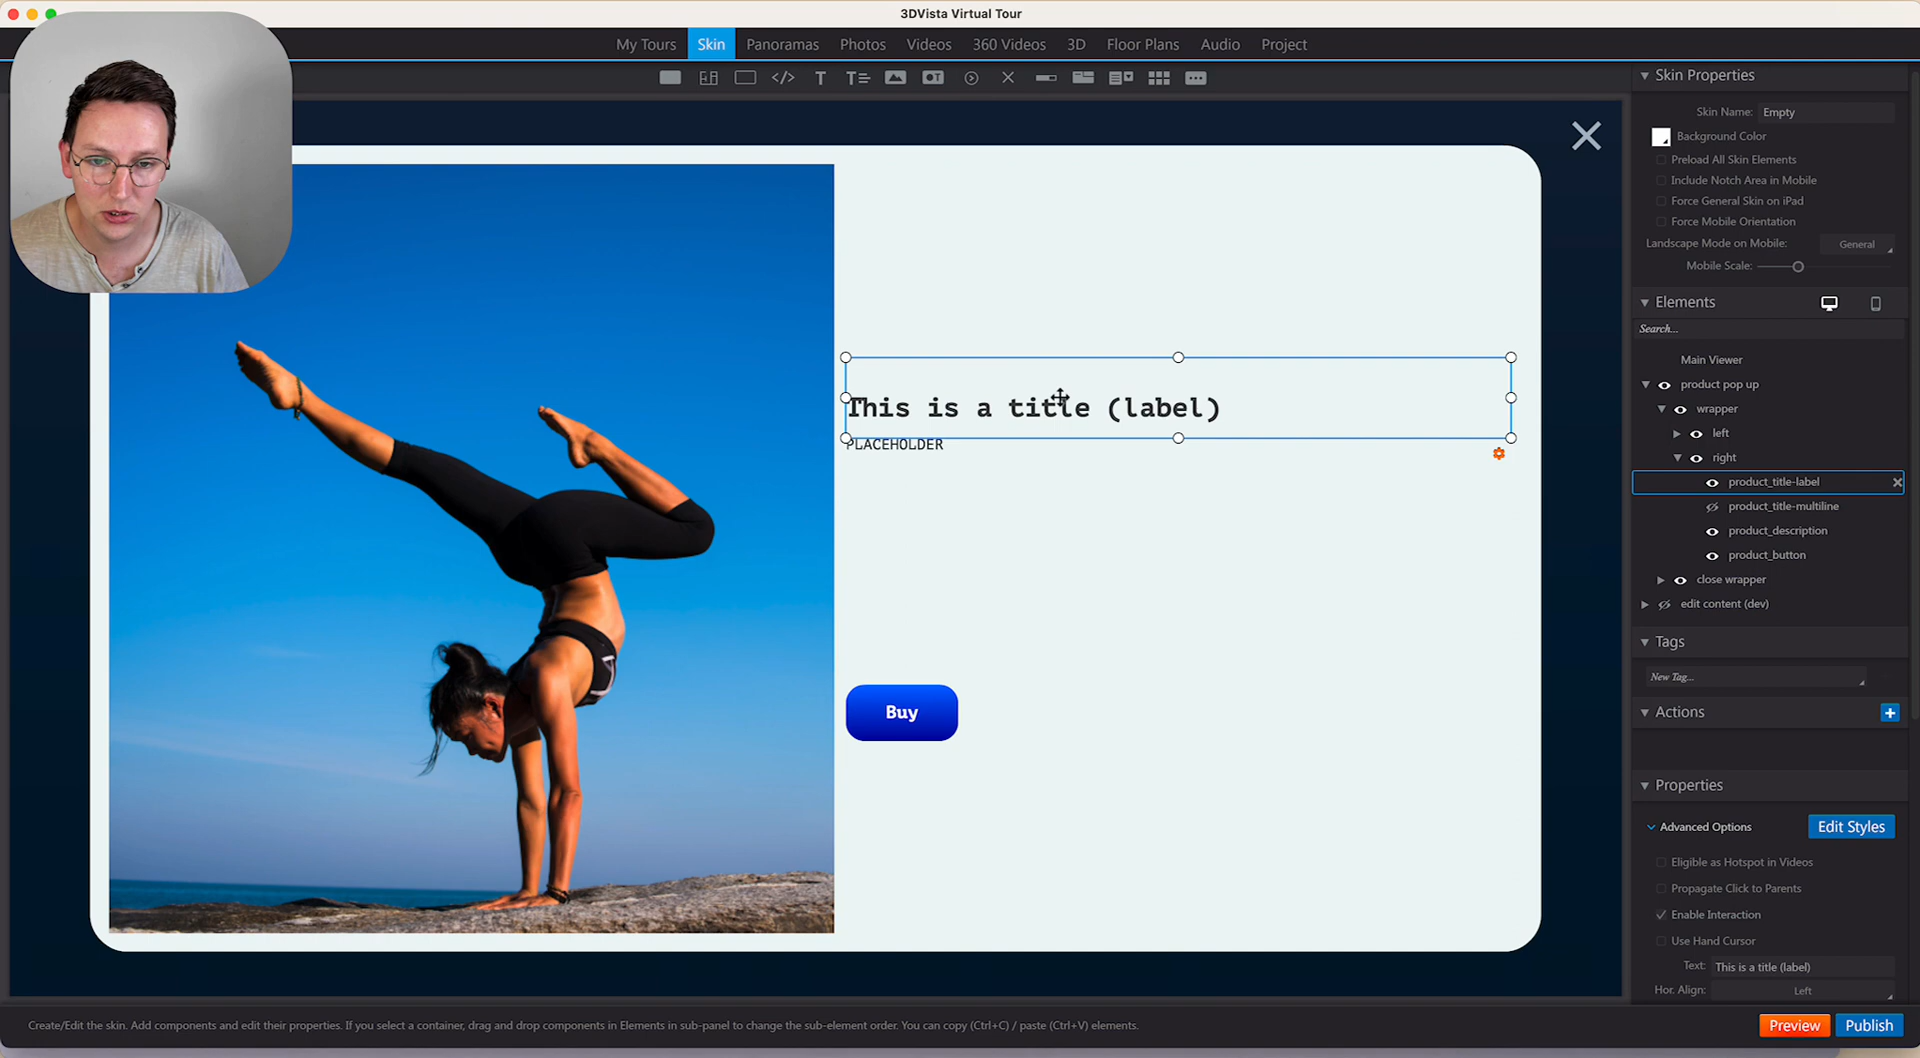 3DVista Virtual Tour
My Tours Skin Panoramas Photos Videos 360 Videos 3D Floor Plans Audio Project
Skin Properties
Skin Name: Empty
Background Color
Preload All Skin Elements
Include Notch Area in Mobile
Force General Skin on iPad
Force Mobile Orientation
Landscape Mode on Mobile: General
Mobile Scale:
Elements
Search...
Main Viewer
product pop up
wrapper
left
right
product_title-label
product_title-multiline
product_description
product_button
close wrapper
edit content (dev)
Tags
New Tag...
Actions
Properties
Advanced Options Edit Styles
Eligible as Hotspot in Videos
Propagate Click to Parents
Enable Interaction
Use Hand Cursor
Text: This is a title (label)
Hor. Align: Left
This is a title (label)
PLACEHOLDER
Buy
Create/Edit the skin. Add components and edit their properties. If you select a container, drag and drop components in Elements in sub-panel to change the sub-element order. You can copy (Ctrl+C) / paste (Ctrl+V) elements.
Preview Publish